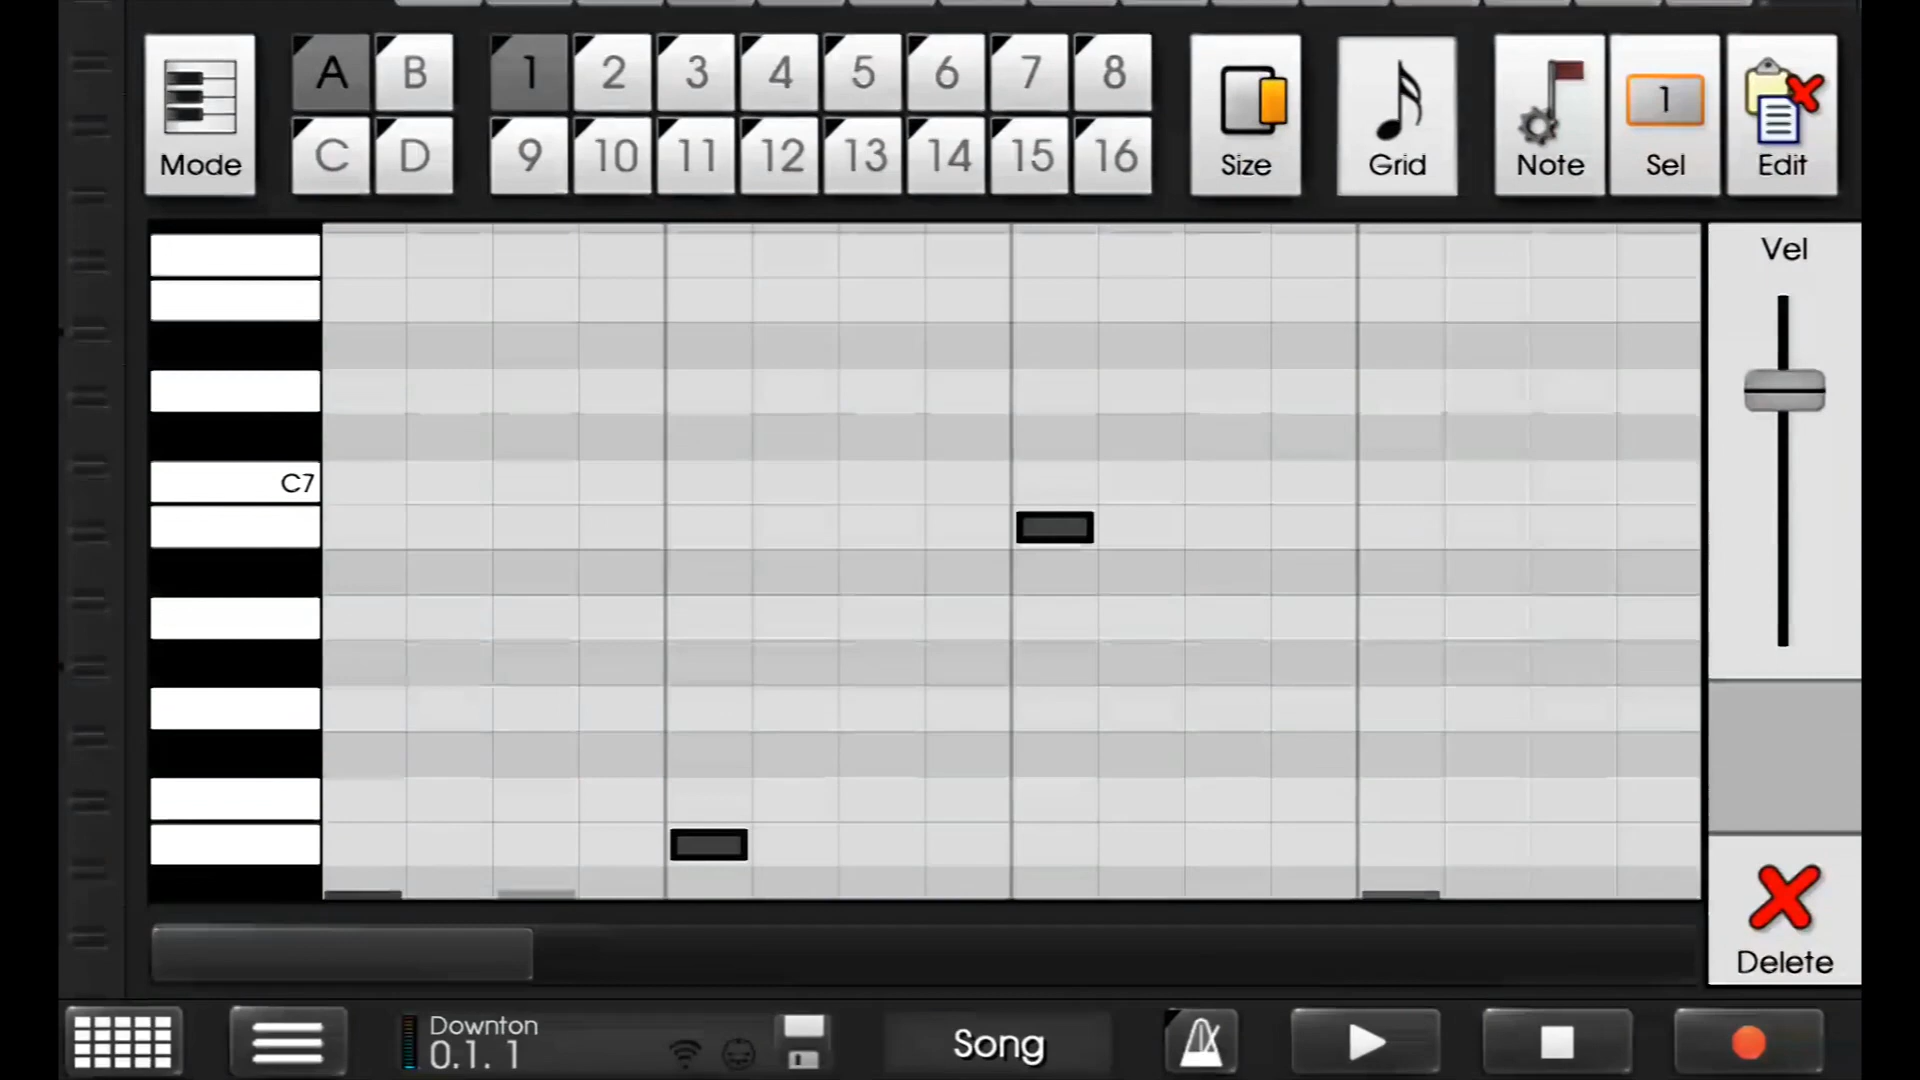 Mode
A B
C D
1 2 3 4 5 6 7 8
9 10 11 12 13 14 15 16
Size
Grid
Note
1
Sel
Edit
Vel
C7
Delete
Downton
0.1. 1
Song